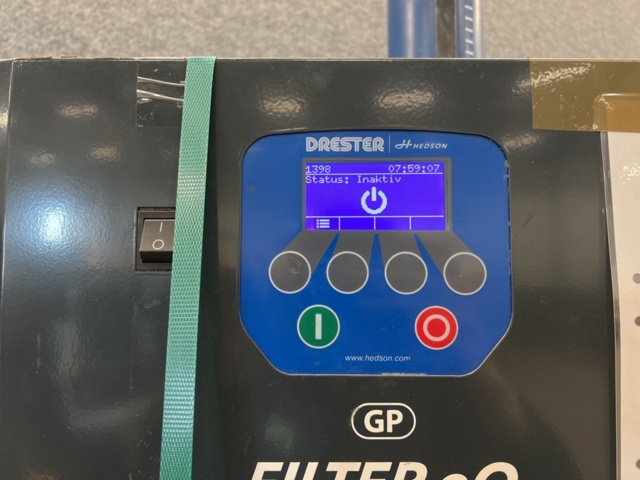 DRESTER HEDSON
1398 07:59:07
Status: Inaktiv
www.hedson.com
GP